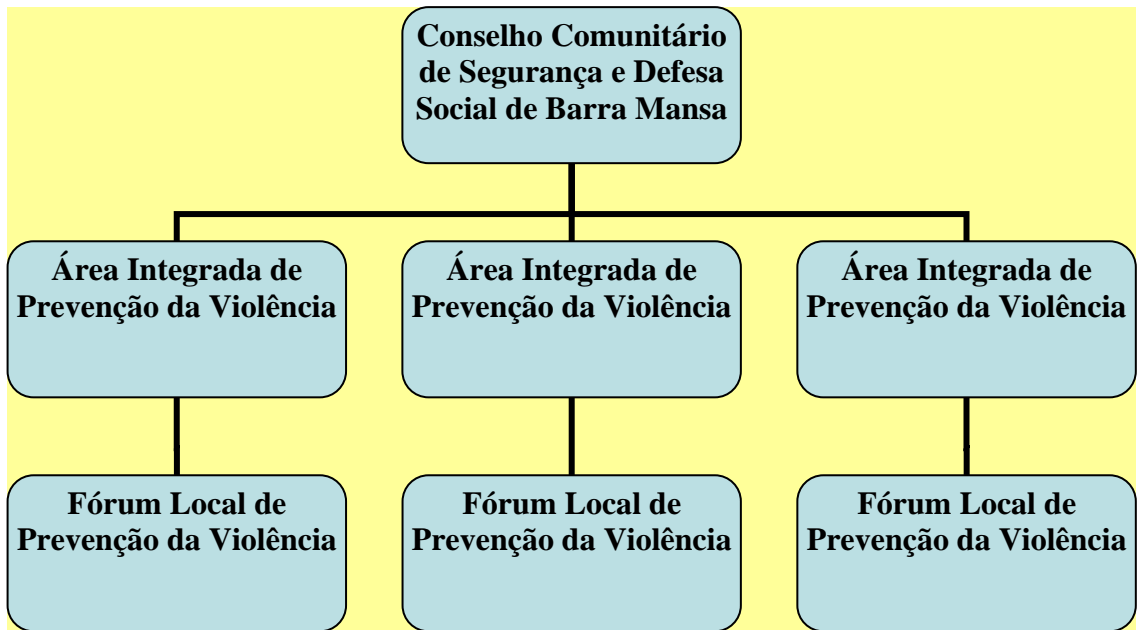 Conselho Comunitário
de Segurança e Defesa
Social de Barra Mansa
Área Integrada de
Prevenção da Violência
Área Integrada de
Prevenção da Violência
Área Integrada de
Prevenção da Violência
Fórum Local de
Prevenção da Violência
Fórum Local de
Prevenção da Violência
Fórum Local de
Prevenção da Violência